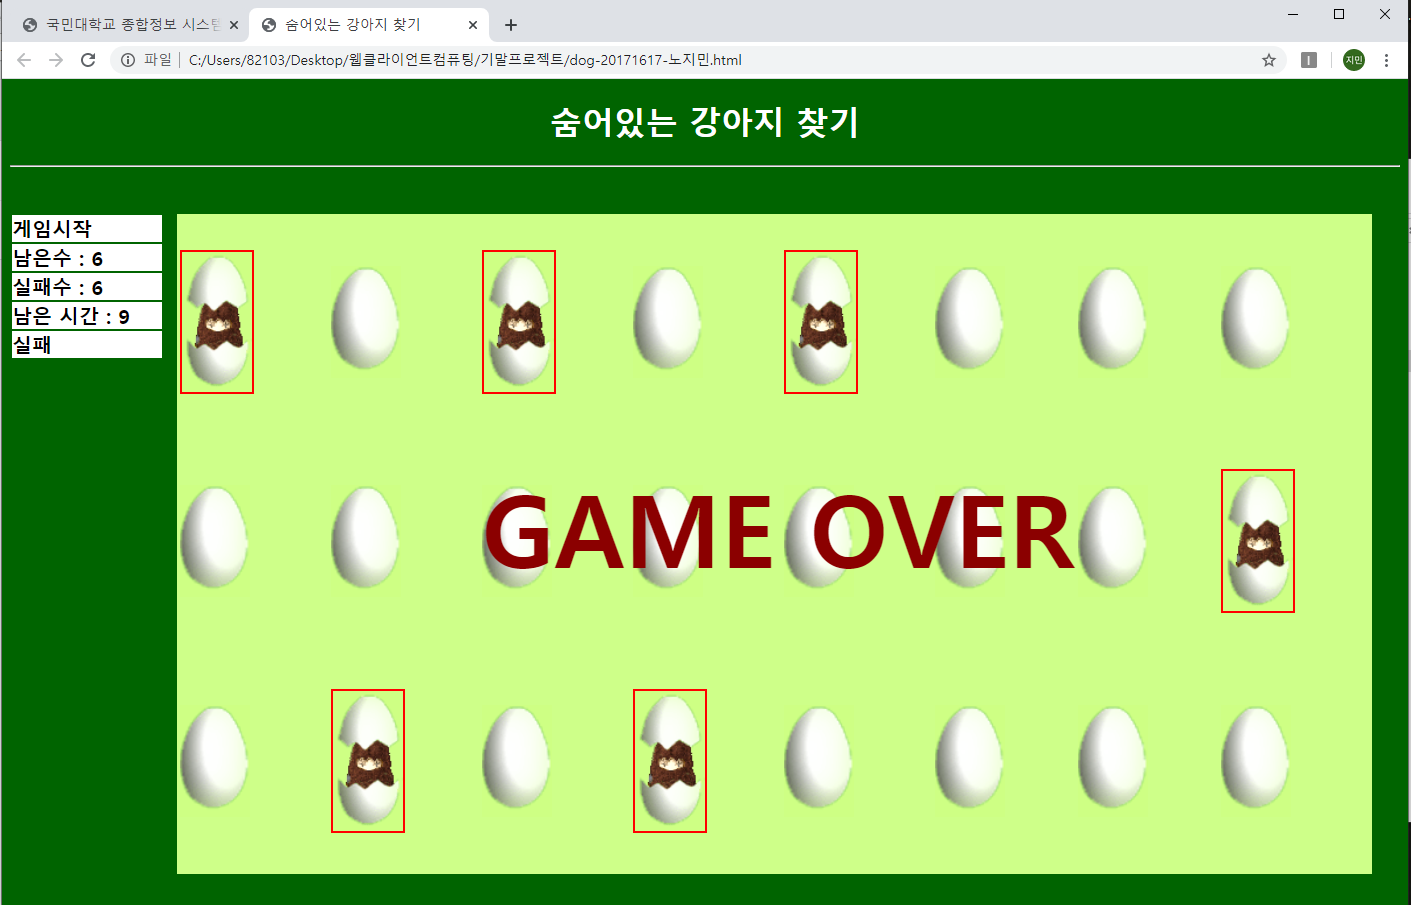 국민대학교 종합정보 시스템
숨어있는 강아지 찾기
파일
C:/Users/82103/Desktop/웹클라이언트컴퓨팅/기말프로젝트/dog-20171617-노지민.html
지민
숨어있는 강아지 찾기
게임시작
남은수 : 6
실패수 : 6
남은 시간 : 9
실패
GAME OVER